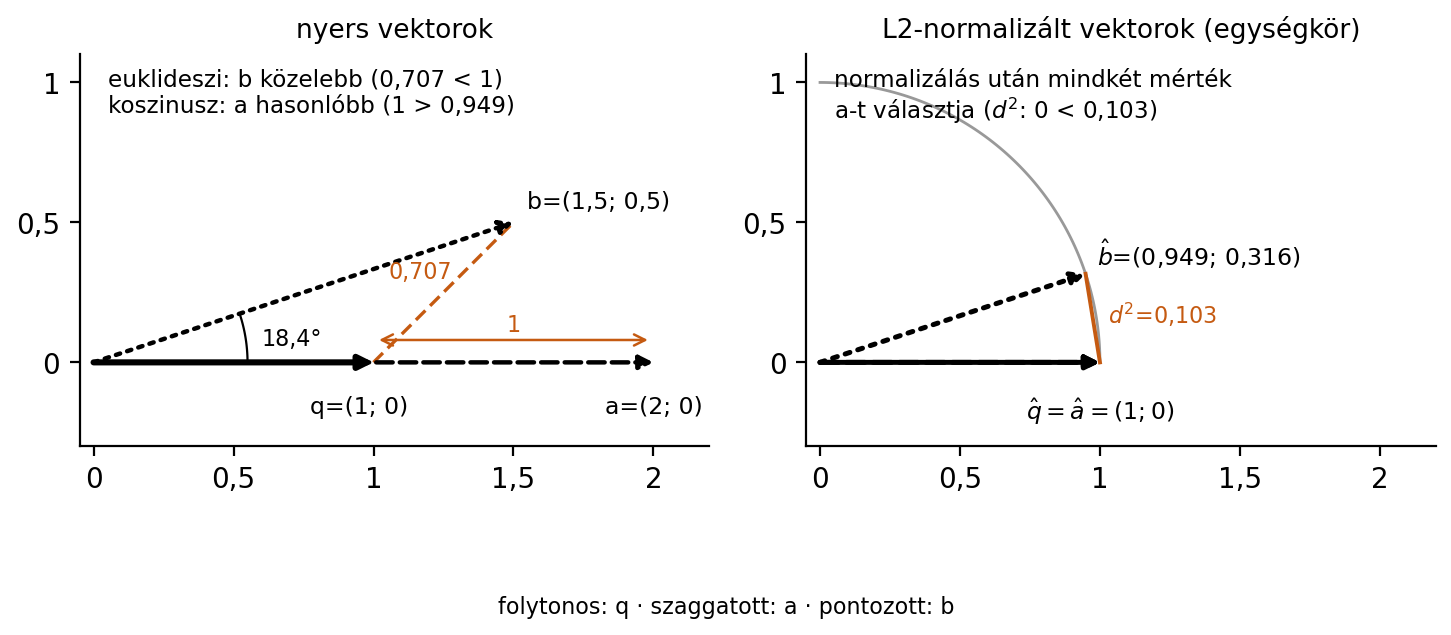 nyers vektorok
euklideszi: b közelebb (0,707 < 1)
koszinusz: a hasonlóbb (1 > 0,949)
1
0,5
0
b=(1,5; 0,5)
0,707
1
18,4°
q=(1; 0)
a=(2; 0)
0 0,5 1 1,5 2
L2-normalizált vektorok (egységkör)
normalizálás után mindkét mérték
a-t választja (d²: 0 < 0,103)
1
0,5
0
b̂=(0,949; 0,316)
d²=0,103
q̂ = â = (1; 0)
0 0,5 1 1,5 2
folytonos: q · szaggatott: a · pontozott: b